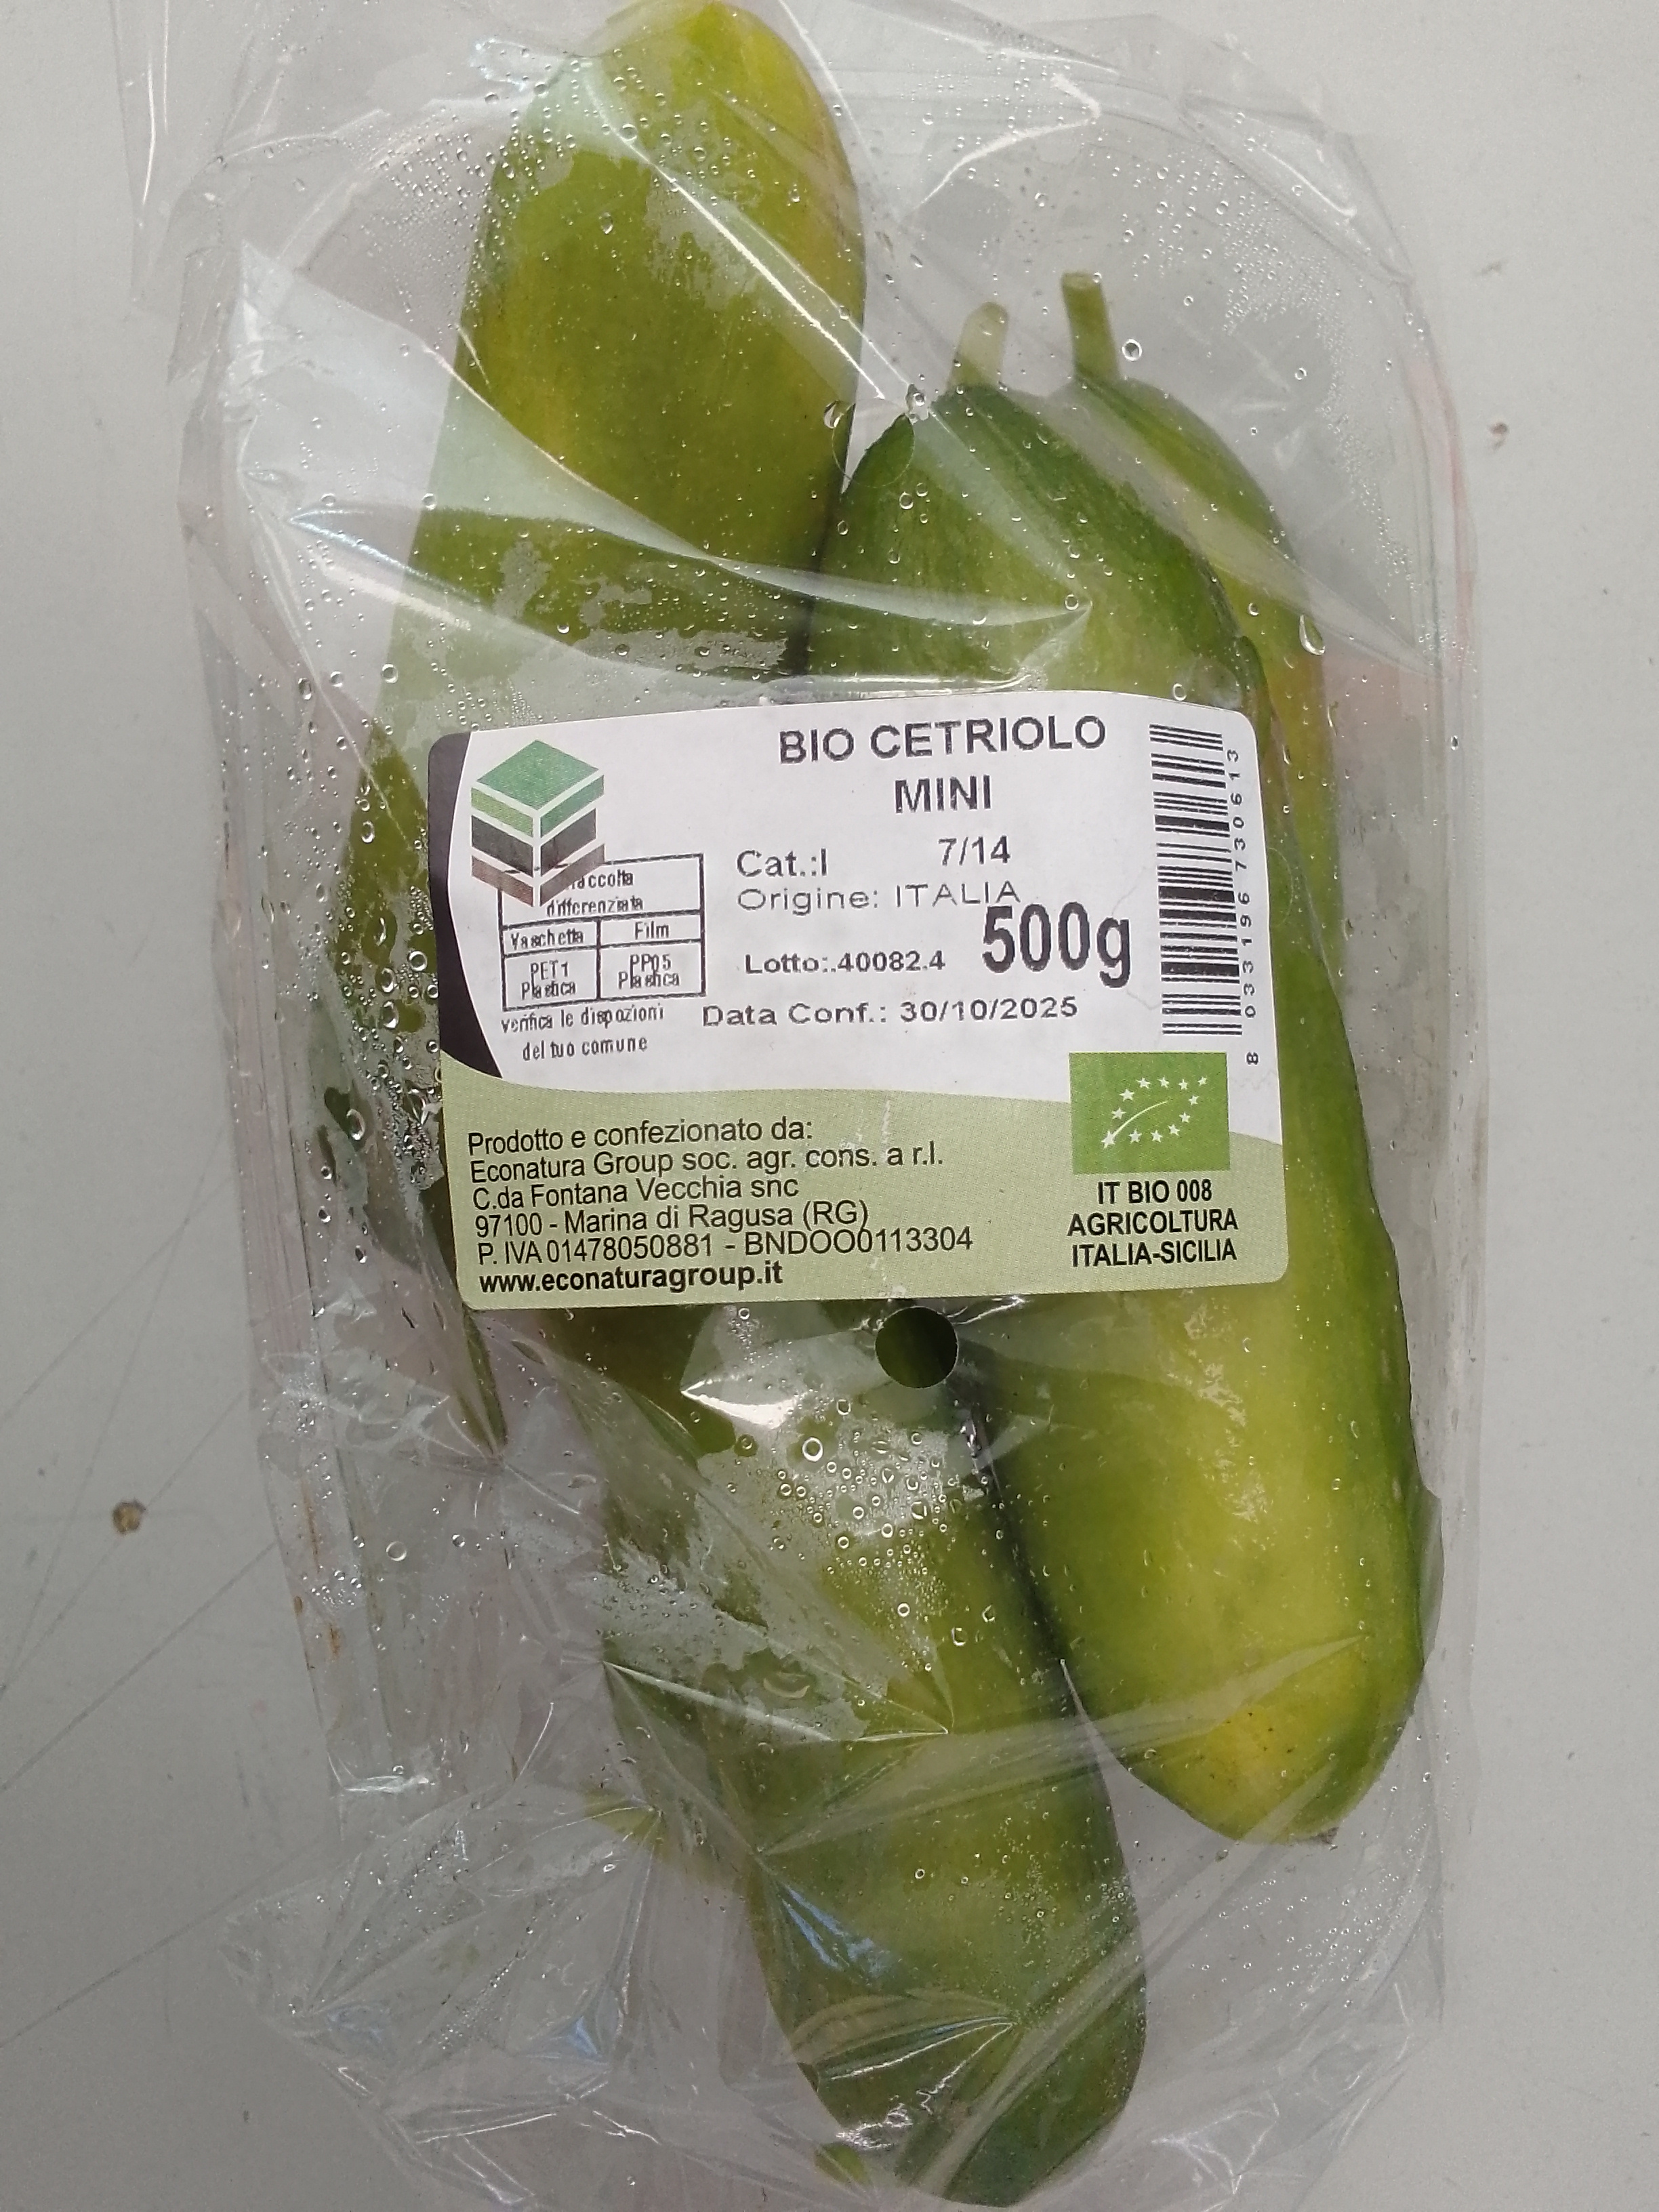 BIO CETRIOLO
MINI
Cat.:I 7/14
Origine: ITALIA
500g
Lotto:.40082.4
Data Conf.: 30/10/2025
raccolta
differenziata
Vaschetta Film
PET1 PP05
Plastica Plastica
verifica le dispozioni
del tuo comune
8 033196 730613
Prodotto e confezionato da:
Econatura Group soc. agr. cons. a r.l.
C.da Fontana Vecchia snc
97100 - Marina di Ragusa (RG)
P. IVA 01478050881 - BNDOO0113304
www.econaturagroup.it
IT BIO 008
AGRICOLTURA
ITALIA-SICILIA